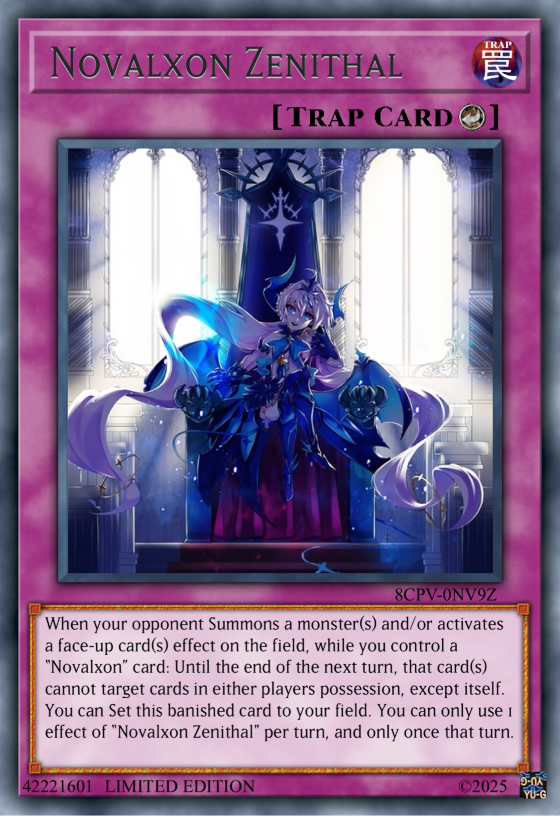 Novalxon Zenithal
TRAP
罠
[Trap Card]
8CPV-0NV9Z
When your opponent Summons a monster(s) and/or activates
a face-up card(s) effect on the field, while you control a
"Novalxon" card: Until the end of the next turn, that card(s)
cannot target cards in either players possession, except itself.
You can Set this banished card to your field. You can only use 1
effect of "Novalxon Zenithal" per turn, and only once that turn.
42221601 LIMITED EDITION
©2025
YU-G
YU-G